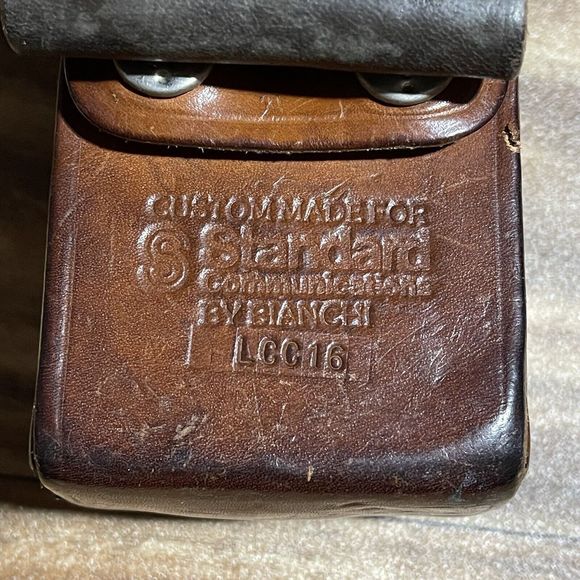 CUSTOM MADE FOR
S Standard
Communications
BY BIANCHI
LCC16